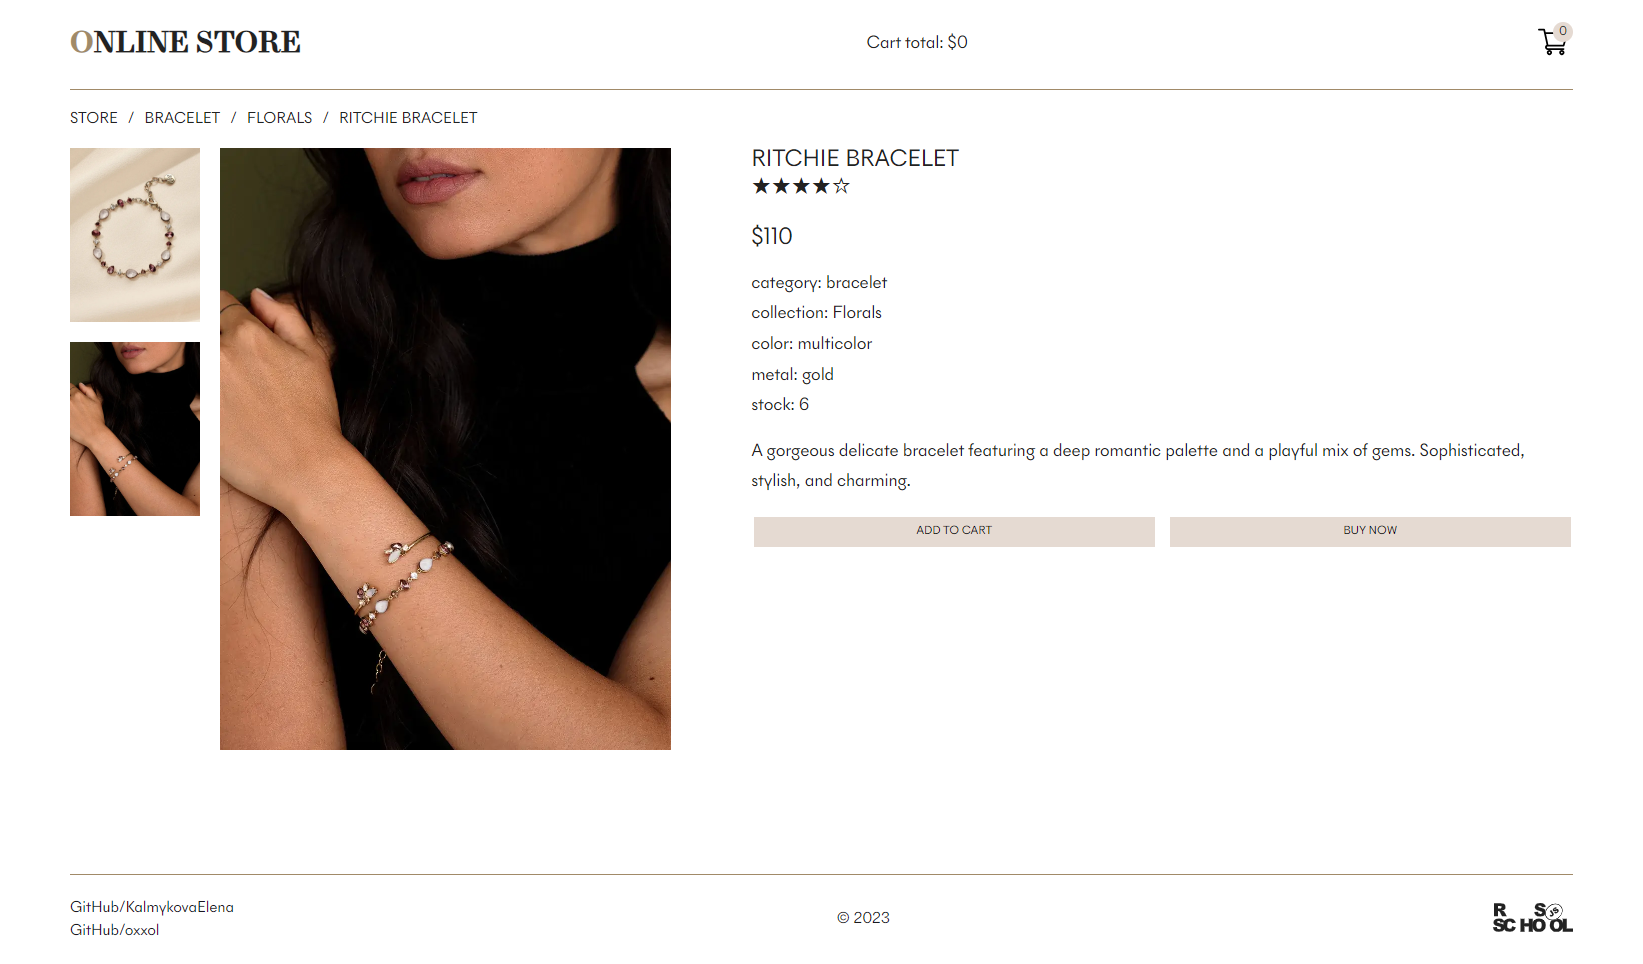 ONLINE STORE
Cart total: $0
0
STORE / BRACELET / FLORALS / RITCHIE BRACELET
RITCHIE BRACELET
★★★★☆
$110
category: bracelet
collection: Florals
color: multicolor
metal: gold
stock: 6
A gorgeous delicate bracelet featuring a deep romantic palette and a playful mix of gems. Sophisticated,
stylish, and charming.
ADD TO CART
BUY NOW
GitHub/KalmykovaElena
GitHub/oxxol
© 2023
R S JS
SCHOOL